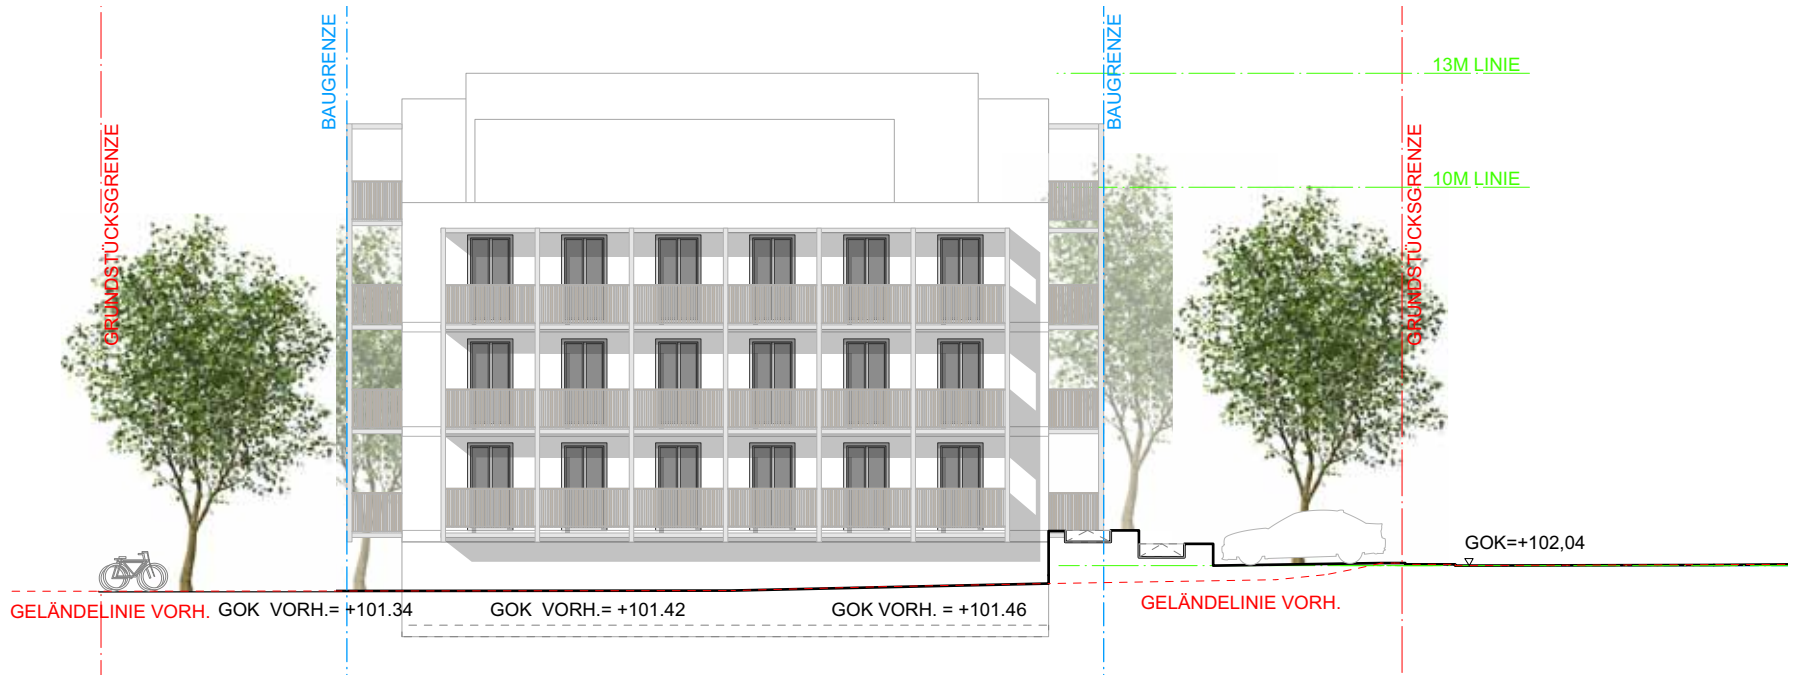 BAUGRENZE
BAUGRENZE
13M LINIE
GRUNDSTÜCKSGRENZE
GRUNDSTÜCKSGRENZE
10M LINIE
GOK=+102,04
GELÄNDELINIE VORH.
GOK VORH.= +101.34
GOK VORH.= +101.42
GOK VORH. = +101.46
GELÄNDELINIE VORH.